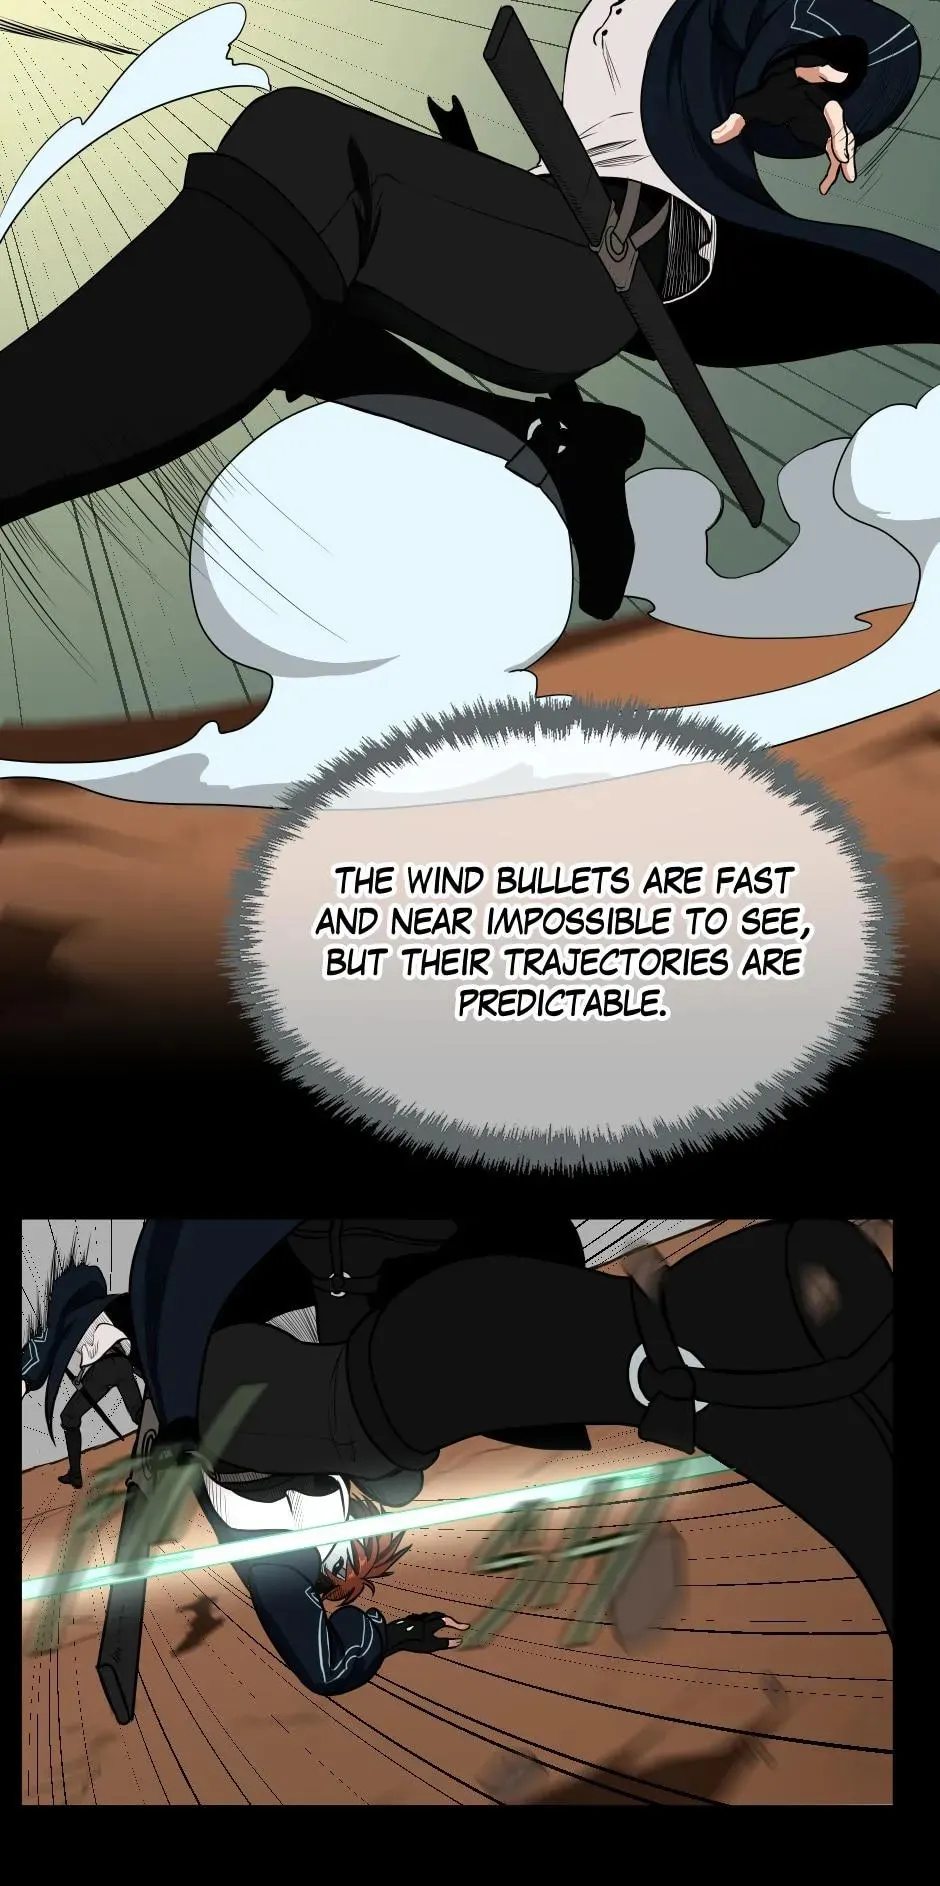 THE WIND BULLETS ARE FAST
AND NEAR IMPOSSIBLE TO SEE,
BUT THEIR TRAJECTORIES ARE
PREDICTABLE.